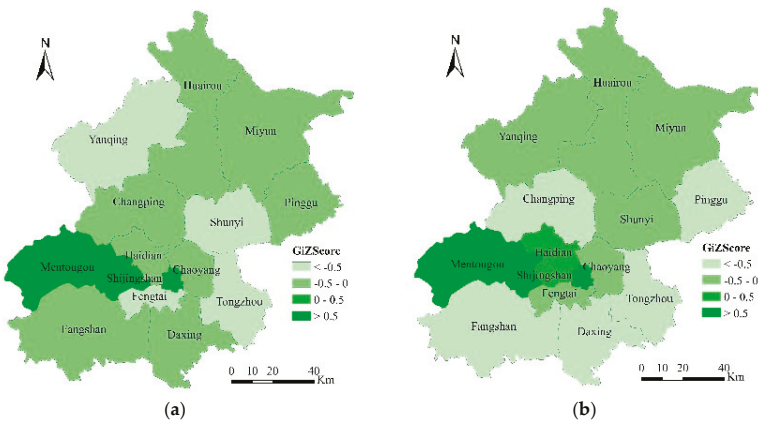 N
Huairou
Yanqing
Miyun
Changping
Pinggu
Shunyi
Haidian
Mentougou
Chaoyang
Shijingshan
Fengtai
Tongzhou
Fangshan
Daxing
GiZScore
< -0.5
-0.5 - 0
0 - 0.5
> 0.5
0 10 20 40
Km
(a)
N
Huairou
Yanqing
Miyun
Changping
Pinggu
Shunyi
Haidian
Mentougou
Chaoyang
Shijingshan
Fengtai
Tongzhou
Fangshan
Daxing
GiZScore
< -0.5
-0.5 - 0
0 - 0.5
> 0.5
0 10 20 40
Km
(b)